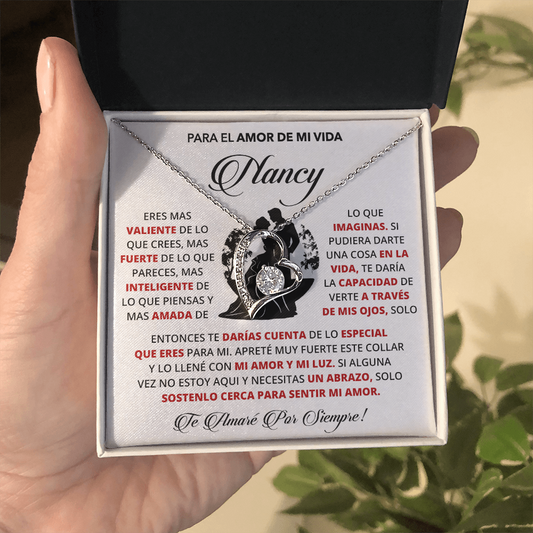 PARA EL AMOR DE MI VIDA
Nancy
ERES MAS
VALIENTE DE LO
QUE CREES, MAS
FUERTE DE LO QUE
PARECES, MAS
INTELIGENTE DE
LO QUE PIENSAS Y
MAS AMADA DE
LO QUE
IMAGINAS. SI
PUDIERA DARTE
UNA COSA EN LA
VIDA, TE DARÍA
LA CAPACIDAD DE
VERTE A TRAVÉS
DE MIS OJOS, SOLO
ENTONCES TE DARÍAS CUENTA DE LO ESPECIAL
QUE ERES PARA MI. APRETÉ MUY FUERTE ESTE COLLAR
Y LO LLENÉ CON MI AMOR Y MI LUZ. SI ALGUNA
VEZ NO ESTOY AQUI Y NECESITAS UN ABRAZO, SOLO
SOSTENLO CERCA PARA SENTIR MI AMOR.
Te Amaré Por Siempre!